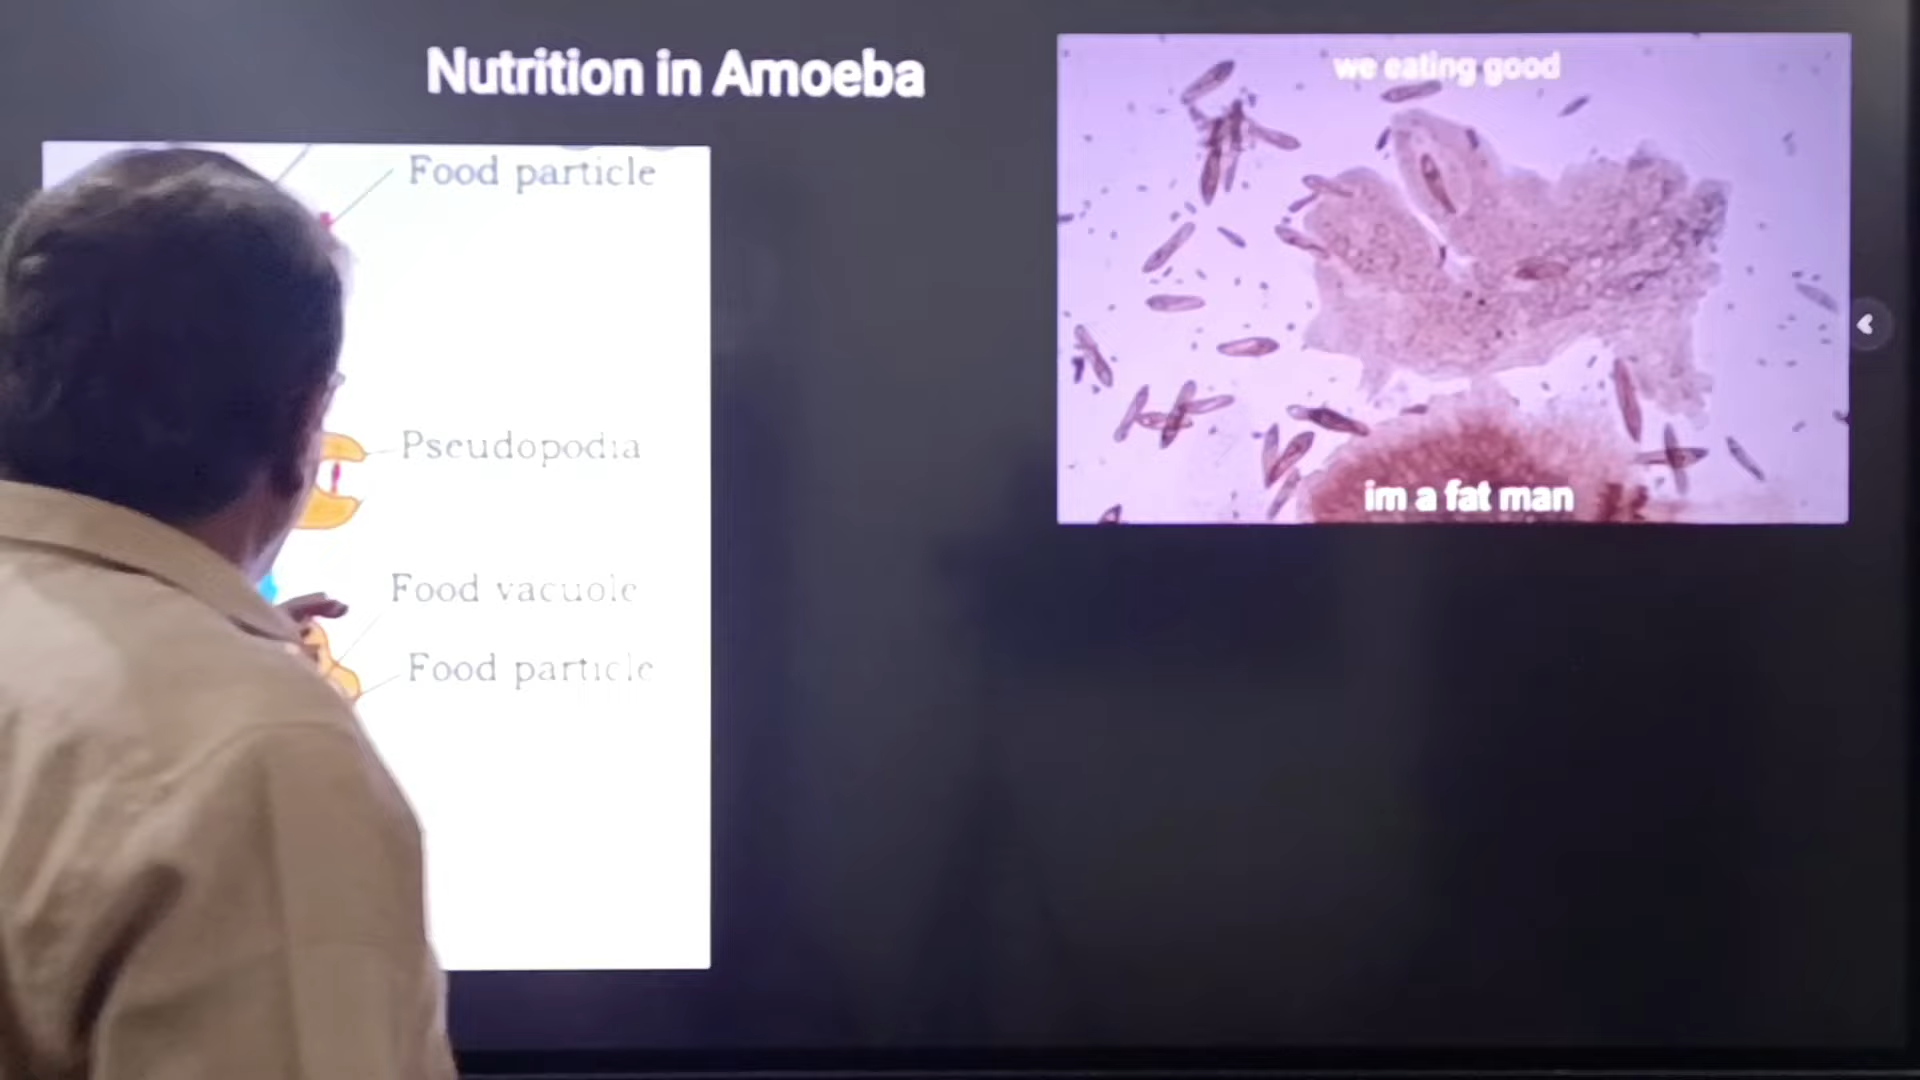 Nutrition in Amoeba
Food particle
Pseudopodia
Food vacuole
Food particle
we eating good
im a fat man